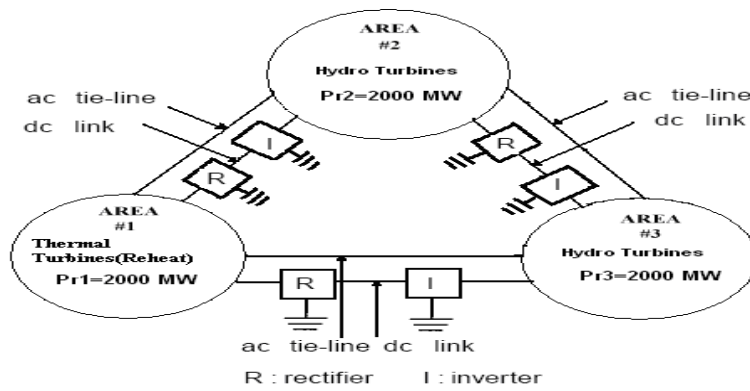 AREA
#2
Hydro Turbines
Pr2=2000 MW
ac tie-line
dc link
I
R
ac tie-line
dc link
R
I
AREA
#1
Thermal
Turbines(Reheat)
Pr1=2000 MW
AREA
#3
Hydro Turbines
Pr3=2000 MW
R
I
ac tie-line dc link
R : rectifier I : inverter